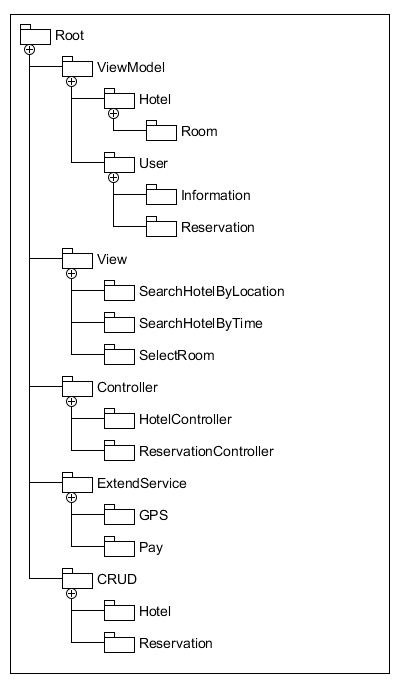 Root
ViewModel
Hotel
Room
User
Information
Reservation
View
SearchHotelByLocation
SearchHotelByTime
SelectRoom
Controller
HotelController
ReservationController
ExtendService
GPS
Pay
CRUD
Hotel
Reservation